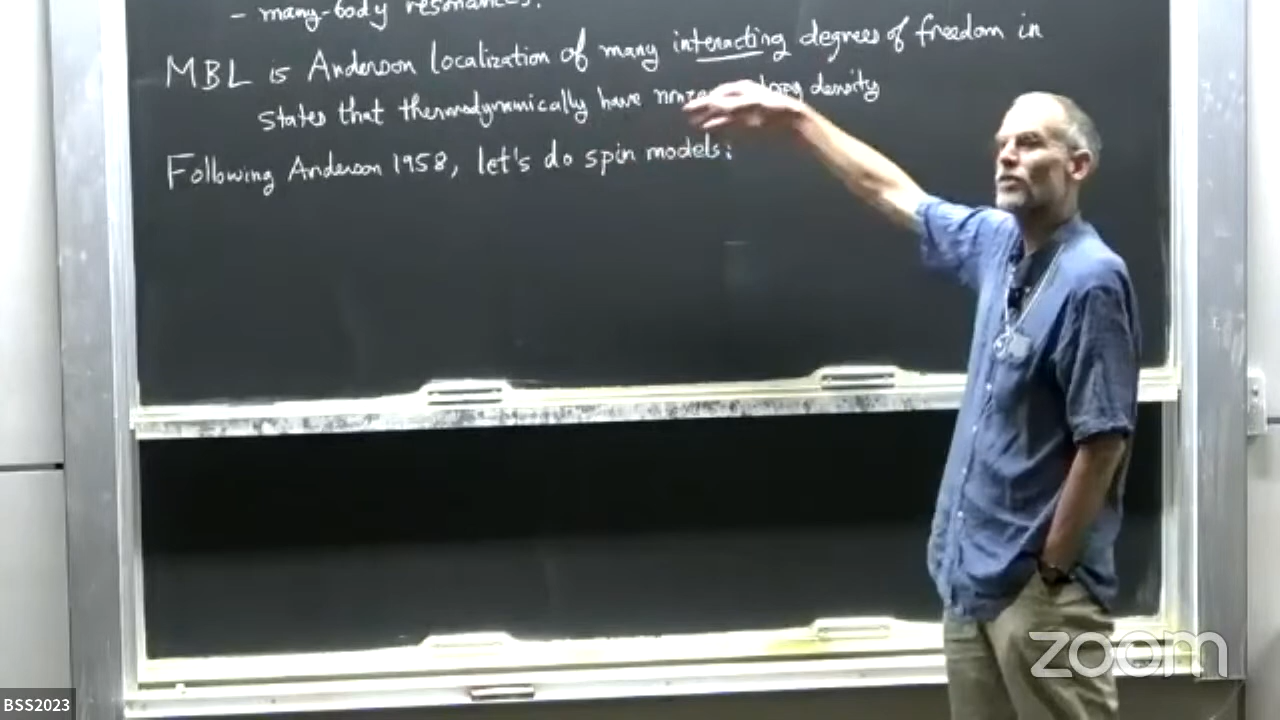 - many-body resonances.
MBL is Anderson localization of many interacting degrees of freedom in
states that thermodynamically have density
Following Anderson 1958, let's do spin models:
zoom
BSS2023